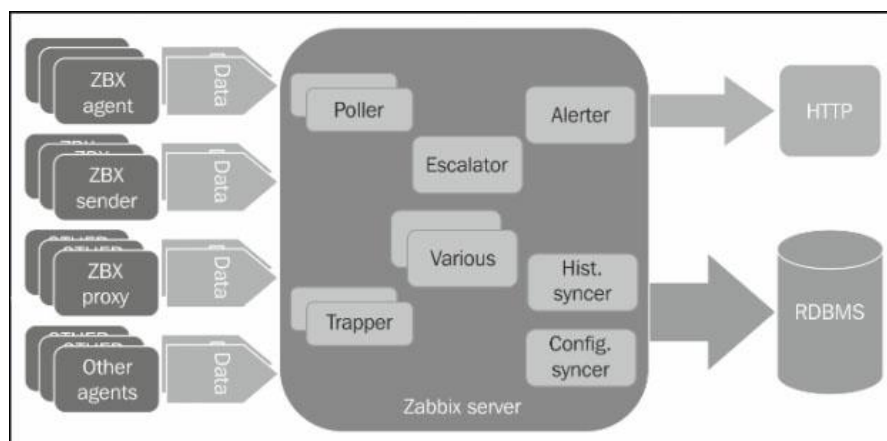 ZBX
agent
Data
ZBX
sender
Data
ZBX
proxy
Data
Other
agents
Data
Poller
Alerter
Escalator
Various
Hist.
syncer
Trapper
Config.
syncer
Zabbix server
HTTP
RDBMS